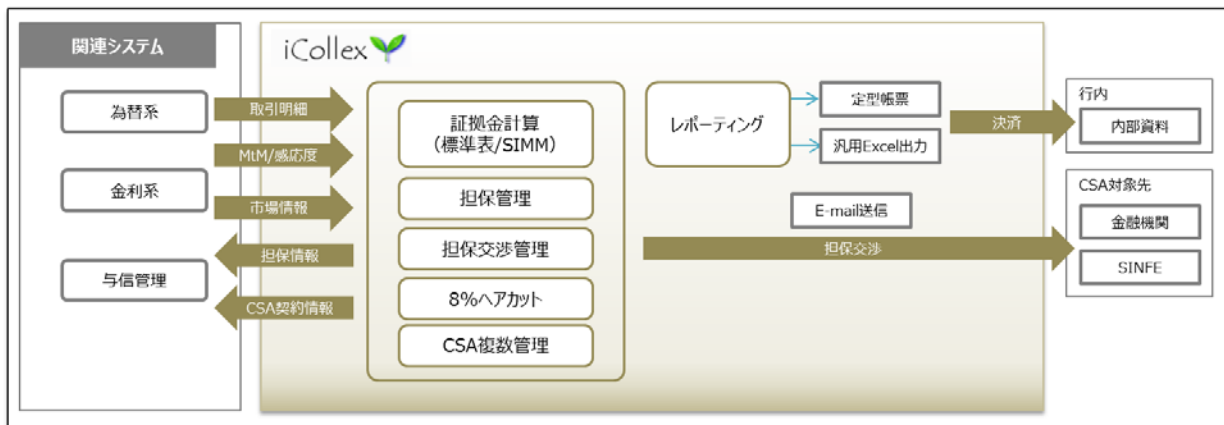 関連システム
為替系
金利系
与信管理
取引明細
MtM/感応度
市場情報
担保情報
CSA契約情報
iCollex
証拠金計算
（標準表/SIMM）
担保管理
担保交渉管理
8%ヘアカット
CSA複数管理
レポーティング
定型帳票
汎用Excel出力
E-mail送信
決済
担保交渉
行内
内部資料
CSA対象先
金融機関
SINFE